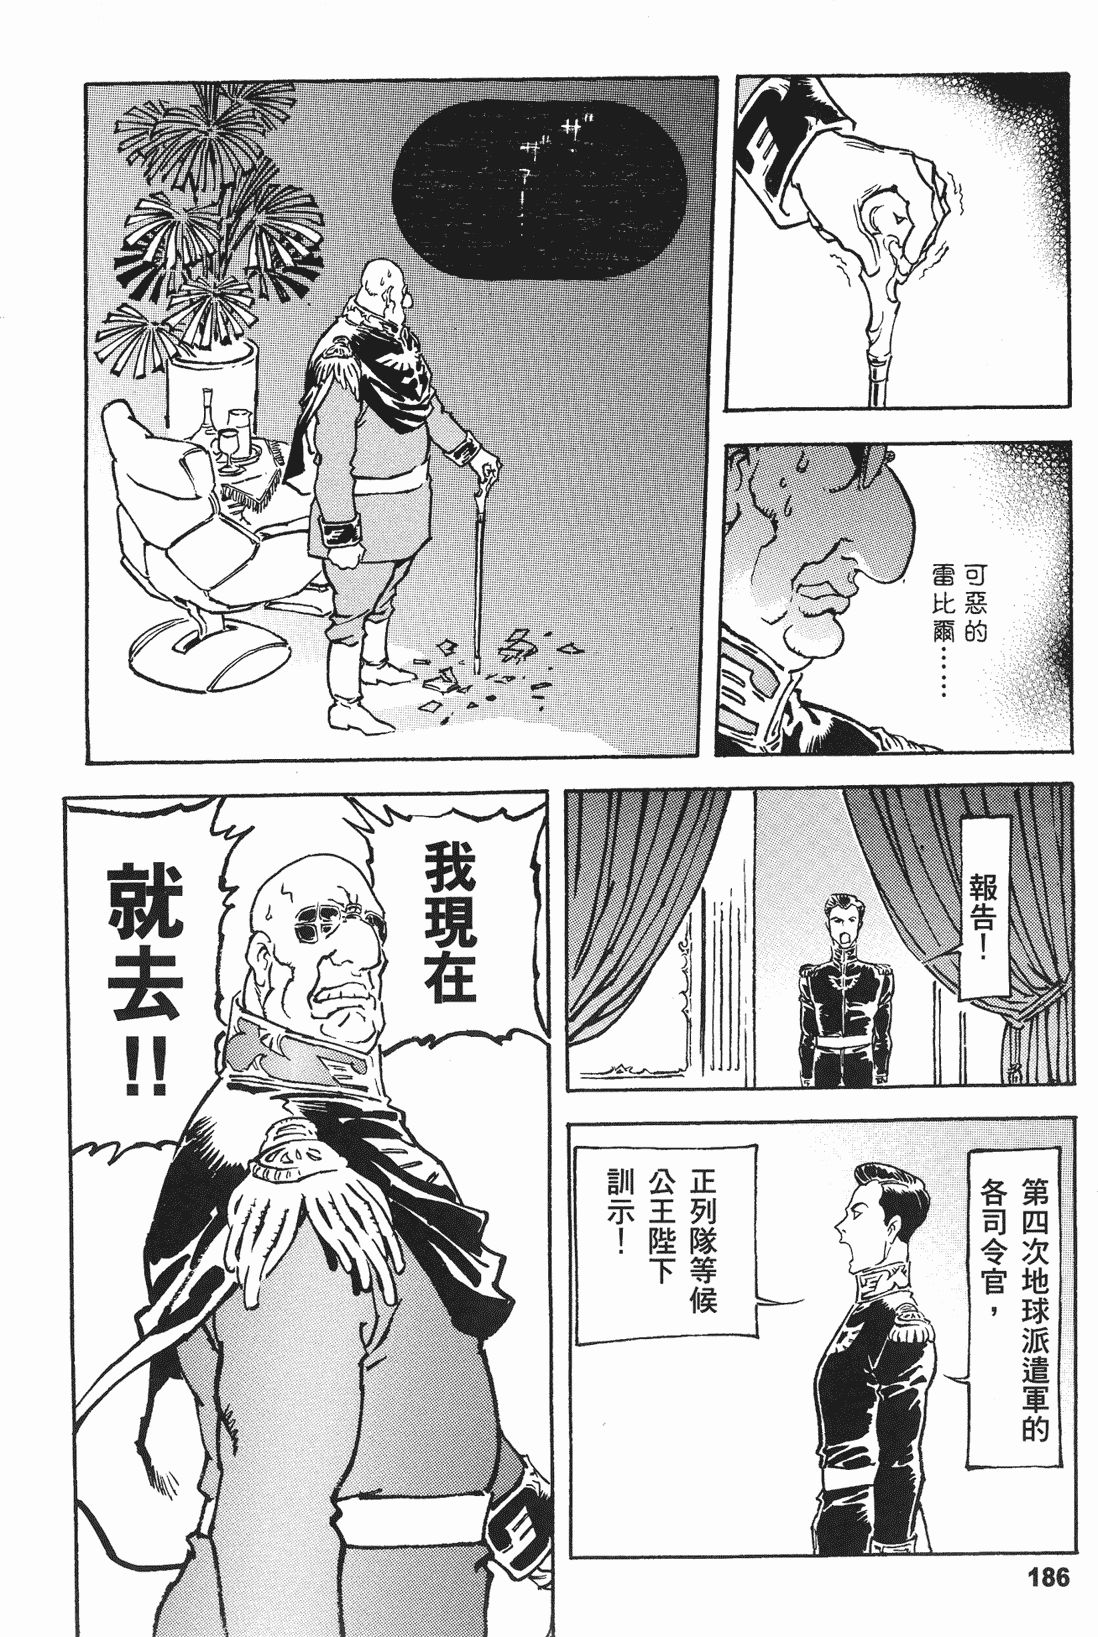 ザザ
ァ
｜
可惡的
雷比爾……
報告！
第四次地球派遣軍的
各司令官，
正列隊等候
公王陛下
訓示！
我現在
就去!!
186